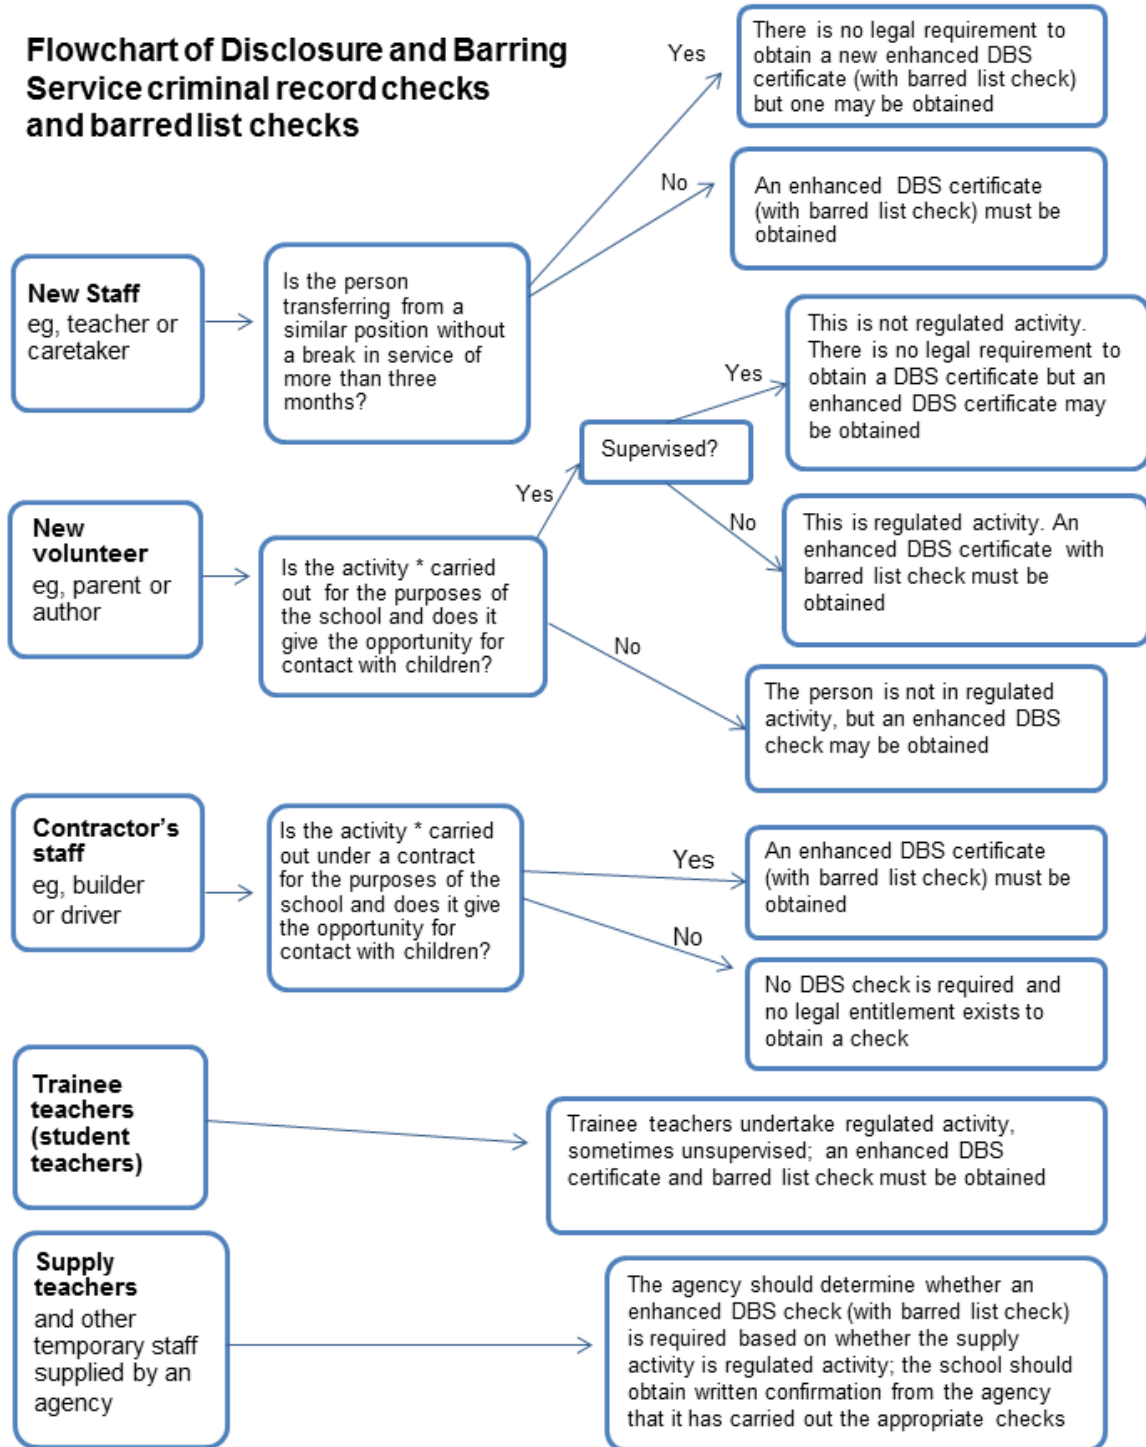 Flowchart of Disclosure and Barring
Service criminal record checks
and barred list checks
New Staff
eg, teacher or
caretaker
Is the person
transferring from a
similar position without
a break in service of
more than three
months?
Yes
There is no legal requirement to
obtain a new enhanced DBS
certificate (with barred list check)
but one may be obtained
No
An enhanced DBS certificate
(with barred list check) must be
obtained
New
volunteer
eg, parent or
author
Is the activity * carried
out for the purposes of
the school and does it
give the opportunity for
contact with children?
Yes
Supervised?
Yes
This is not regulated activity.
There is no legal requirement to
obtain a DBS certificate but an
enhanced DBS certificate may
be obtained
No
This is regulated activity. An
enhanced DBS certificate with
barred list check must be
obtained
No
The person is not in regulated
activity, but an enhanced DBS
check may be obtained
Contractor's
staff
eg, builder
or driver
Is the activity * carried
out under a contract
for the purposes of the
school and does it give
the opportunity for
contact with children?
Yes
An enhanced DBS certificate
(with barred list check) must be
obtained
No
No DBS check is required and
no legal entitlement exists to
obtain a check
Trainee
teachers
(student
teachers)
Trainee teachers undertake regulated activity,
sometimes unsupervised; an enhanced DBS
certificate and barred list check must be obtained
Supply
teachers
and other
temporary staff
supplied by an
agency
The agency should determine whether an
enhanced DBS check (with barred list check)
is required based on whether the supply
activity is regulated activity; the school should
obtain written confirmation from the agency
that it has carried out the appropriate checks